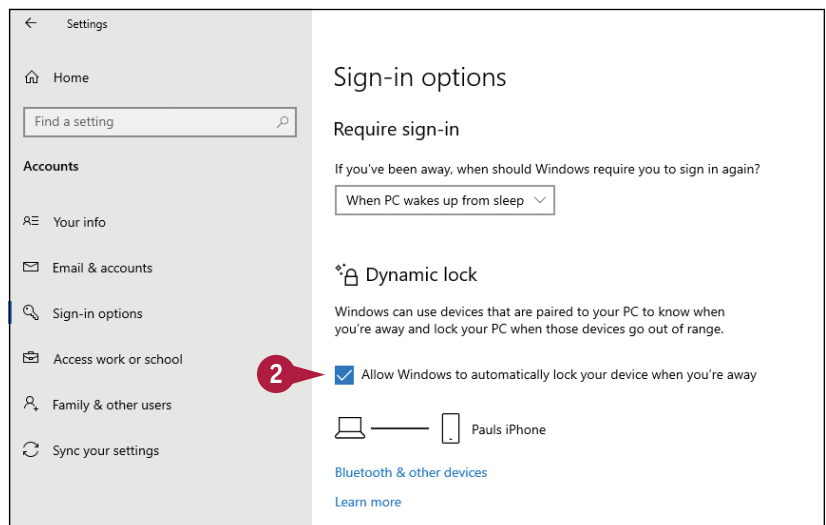 Settings
Home
Find a setting
Accounts
Your info
Email & accounts
Sign-in options
Access work or school
Family & other users
Sync your settings
Sign-in options
Require sign-in
If you've been away, when should Windows require you to sign in again?
When PC wakes up from sleep
Dynamic lock
Windows can use devices that are paired to your PC to know when
you're away and lock your PC when those devices go out of range.
2
Allow Windows to automatically lock your device when you're away
Pauls iPhone
Bluetooth & other devices
Learn more